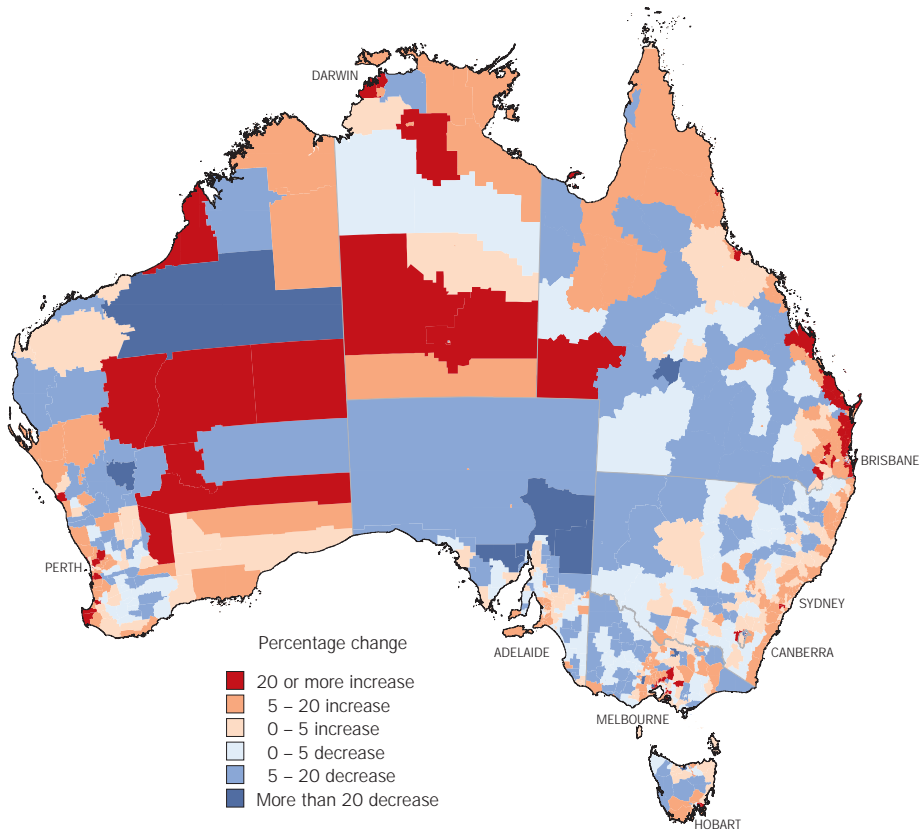 DARWIN
BRISBANE
PERTH
SYDNEY
ADELAIDE
CANBERRA
MELBOURNE
HOBART
Percentage change
20 or more increase
5 – 20 increase
0 – 5 increase
0 – 5 decrease
5 – 20 decrease
More than 20 decrease